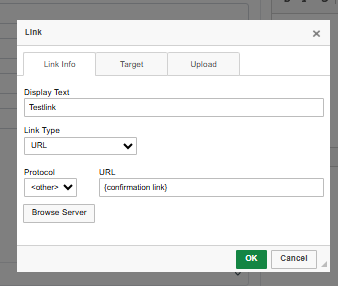 Link
×
Link Info Target Upload
Display Text
Testlink
Link Type
URL
Protocol URL
<other> {confirmation link}
Browse Server
OK Cancel